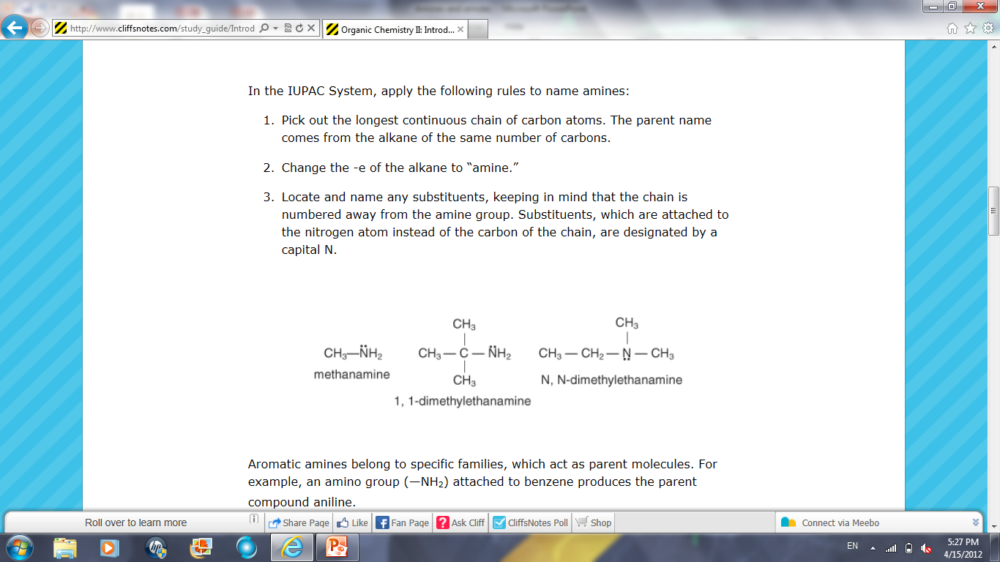 http://www.cliffsnotes.com/study_guide/Introd
Organic Chemistry II: Introd...
In the IUPAC System, apply the following rules to name amines:
1. Pick out the longest continuous chain of carbon atoms. The parent name
comes from the alkane of the same number of carbons.
2. Change the -e of the alkane to “amine.”
3. Locate and name any substituents, keeping in mind that the chain is
numbered away from the amine group. Substituents, which are attached to
the nitrogen atom instead of the carbon of the chain, are designated by a
capital N.
CH₃ CH₃
CH₃—N̈H₂ CH₃ — C — N̈H₂ CH₃ — CH₂ — N̤ — CH₃
methanamine CH₃ N, N-dimethylethanamine
1, 1-dimethylethanamine
Aromatic amines belong to specific families, which act as parent molecules. For
example, an amino group (—NH₂) attached to benzene produces the parent
compound aniline.
Roll over to learn more i Share Page Like Fan Page Ask Cliff CliffsNotes Poll Shop Connect via Meebo
EN 5:27 PM
4/15/2012